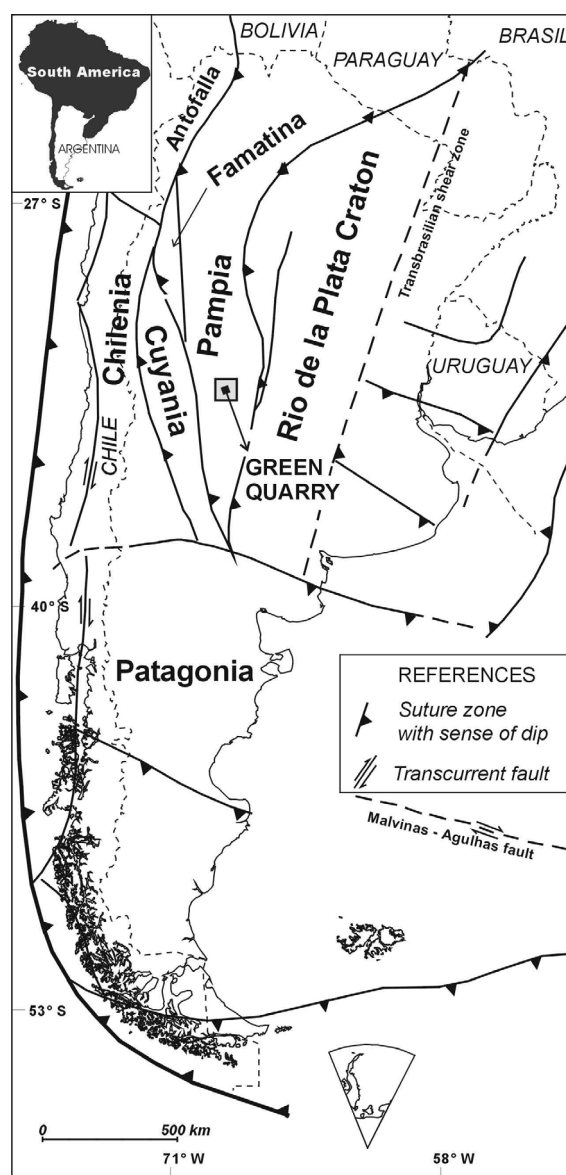 BOLIVIA
BRASIL
PARAGUAY
South America
ARGENTINA
Antofalla
Famatina
27° S
Transbrasilian shear zone
Rio de la Plata Craton
Pampia
Chilenia
Cuyania
URUGUAY
CHILE
GREEN
QUARRY
40° S
Patagonia
REFERENCES
Suture zone
with sense of dip
Transcurrent fault
Malvinas - Agulhas fault
53° S
0
500 km
71° W
58° W